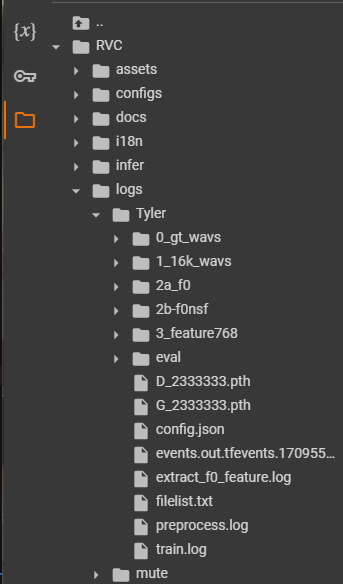 {x}
..
RVC
assets
configs
docs
i18n
infer
logs
Tyler
0_gt_wavs
1_16k_wavs
2a_f0
2b-f0nsf
3_feature768
eval
D_2333333.pth
G_2333333.pth
config.json
events.out.tfevents.170955...
extract_f0_feature.log
filelist.txt
preprocess.log
train.log
mute